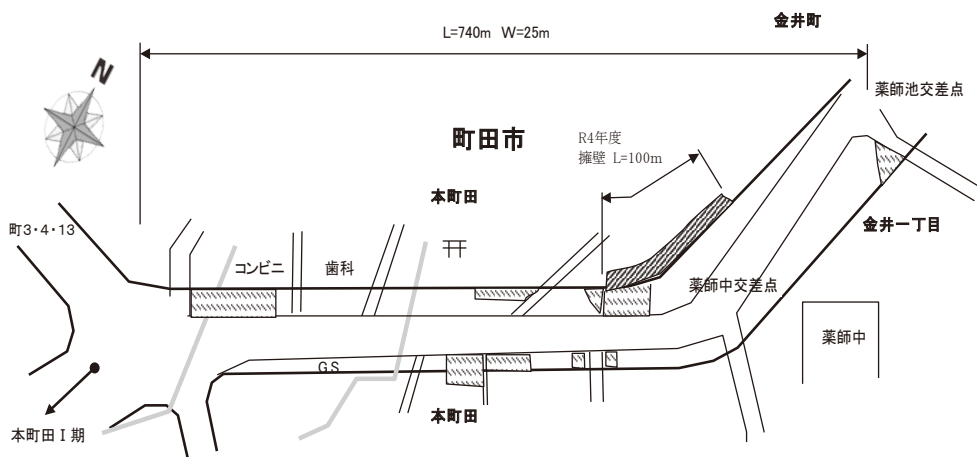 金井町
L=740m W=25m
N
薬師池交差点
町田市
R4年度
擁壁 L=100m
本町田
金井一丁目
町3・4・13
コンビニ
歯科
薬師中交差点
薬師中
G.S
本町田
本町田Ⅰ期